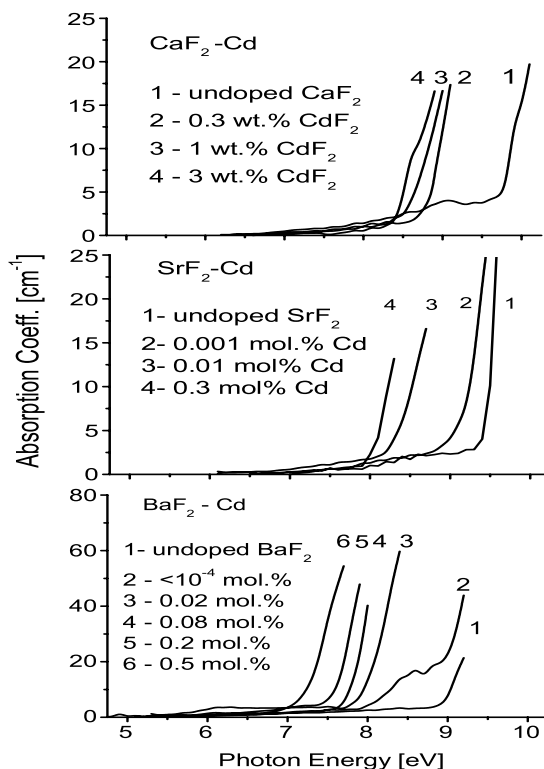 Absorption Coeff. [cm⁻¹]
25
20
15
10
5
0
CaF₂ -Cd
1 - undoped CaF₂
2 - 0.3 wt.% CdF₂
3 - 1 wt.% CdF₂
4 - 3 wt.% CdF₂
4 3 2 1
25
20
15
10
5
0
SrF₂-Cd
1- undoped SrF₂
2- 0.001 mol.% Cd
3- 0.01 mol% Cd
4- 0.3 mol% Cd
4 3 2 1
80
60
40
20
0
BaF₂ - Cd
1- undoped BaF₂
2 - <10⁻⁴ mol.%
3 - 0.02 mol.%
4 - 0.08 mol.%
5 - 0.2 mol.%
6 - 0.5 mol.%
6 5 4 3
2
1
5 6 7 8 9 10
Photon Energy [eV]